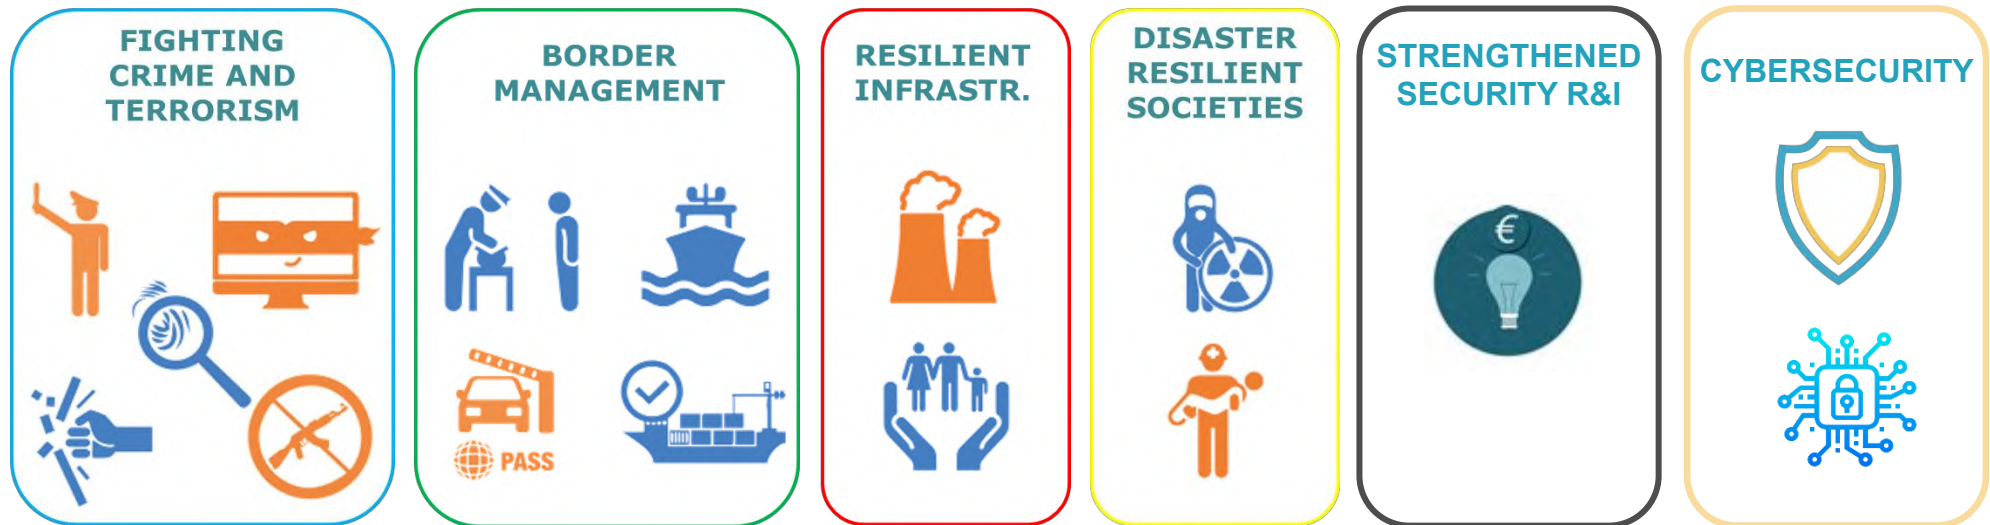 FIGHTING
CRIME AND
TERRORISM
BORDER
MANAGEMENT
PASS
RESILIENT
INFRASTR.
DISASTER
RESILIENT
SOCIETIES
STRENGTHENED
SECURITY R&I
€
CYBERSECURITY